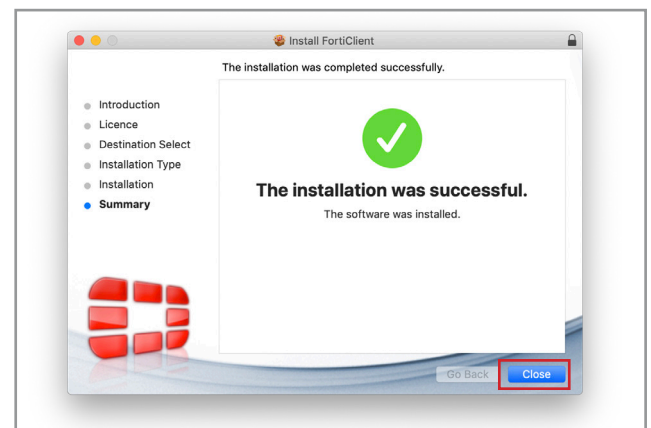 Install FortiClient
The installation was completed successfully.
Introduction
Licence
Destination Select
Installation Type
Installation
Summary
The installation was successful.
The software was installed.
Go Back
Close